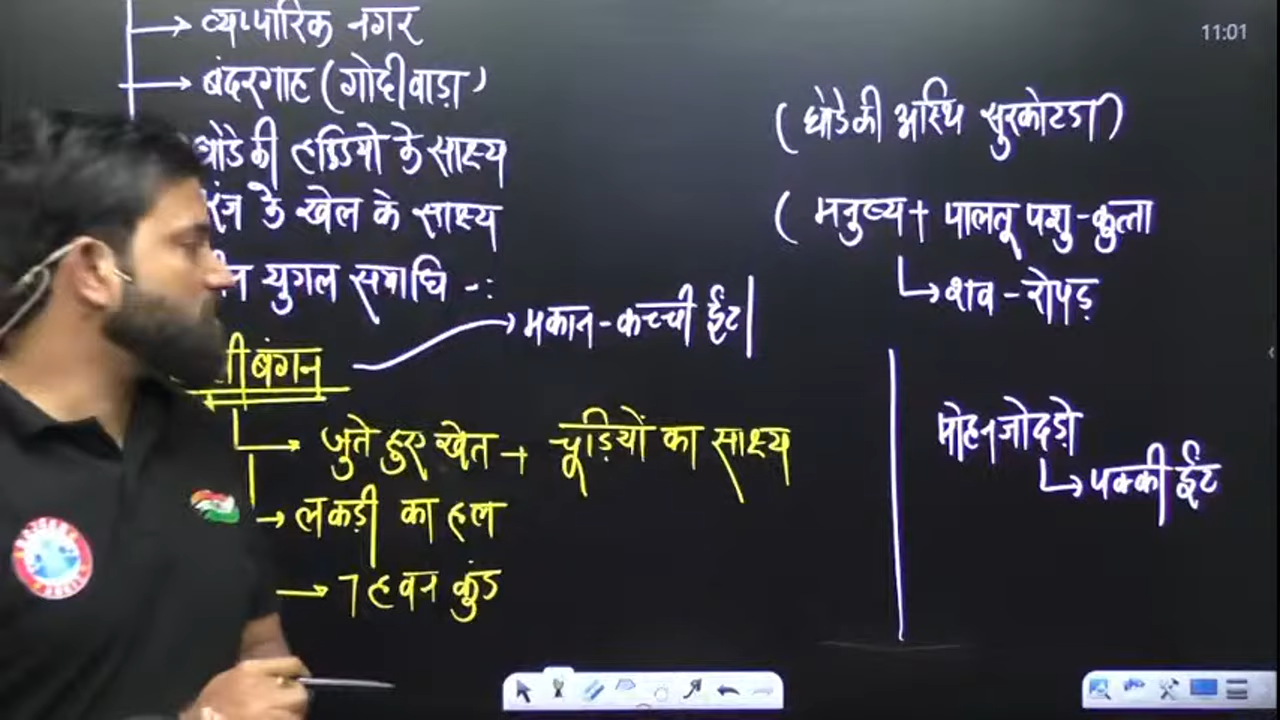 व्यापारिक नगर
बंदरगाह (गोदीवाड़ा)
घोडे की हड्डियो के साक्ष्य
के खेल के साक्ष्य
युगल समाधि -:
बंगन
मकान-कच्ची ईंट
जुते हुए खेत + चूड़ियों का साक्ष्य
लकड़ी का हल
7 हवन कुंड
11:01
(घोडे की अस्थि सुरकोटडा)
(मनुष्य + पालतू पशु-कुत्ता
शव - रोपड़
मोहनजोदड़ो
पक्की ईंट